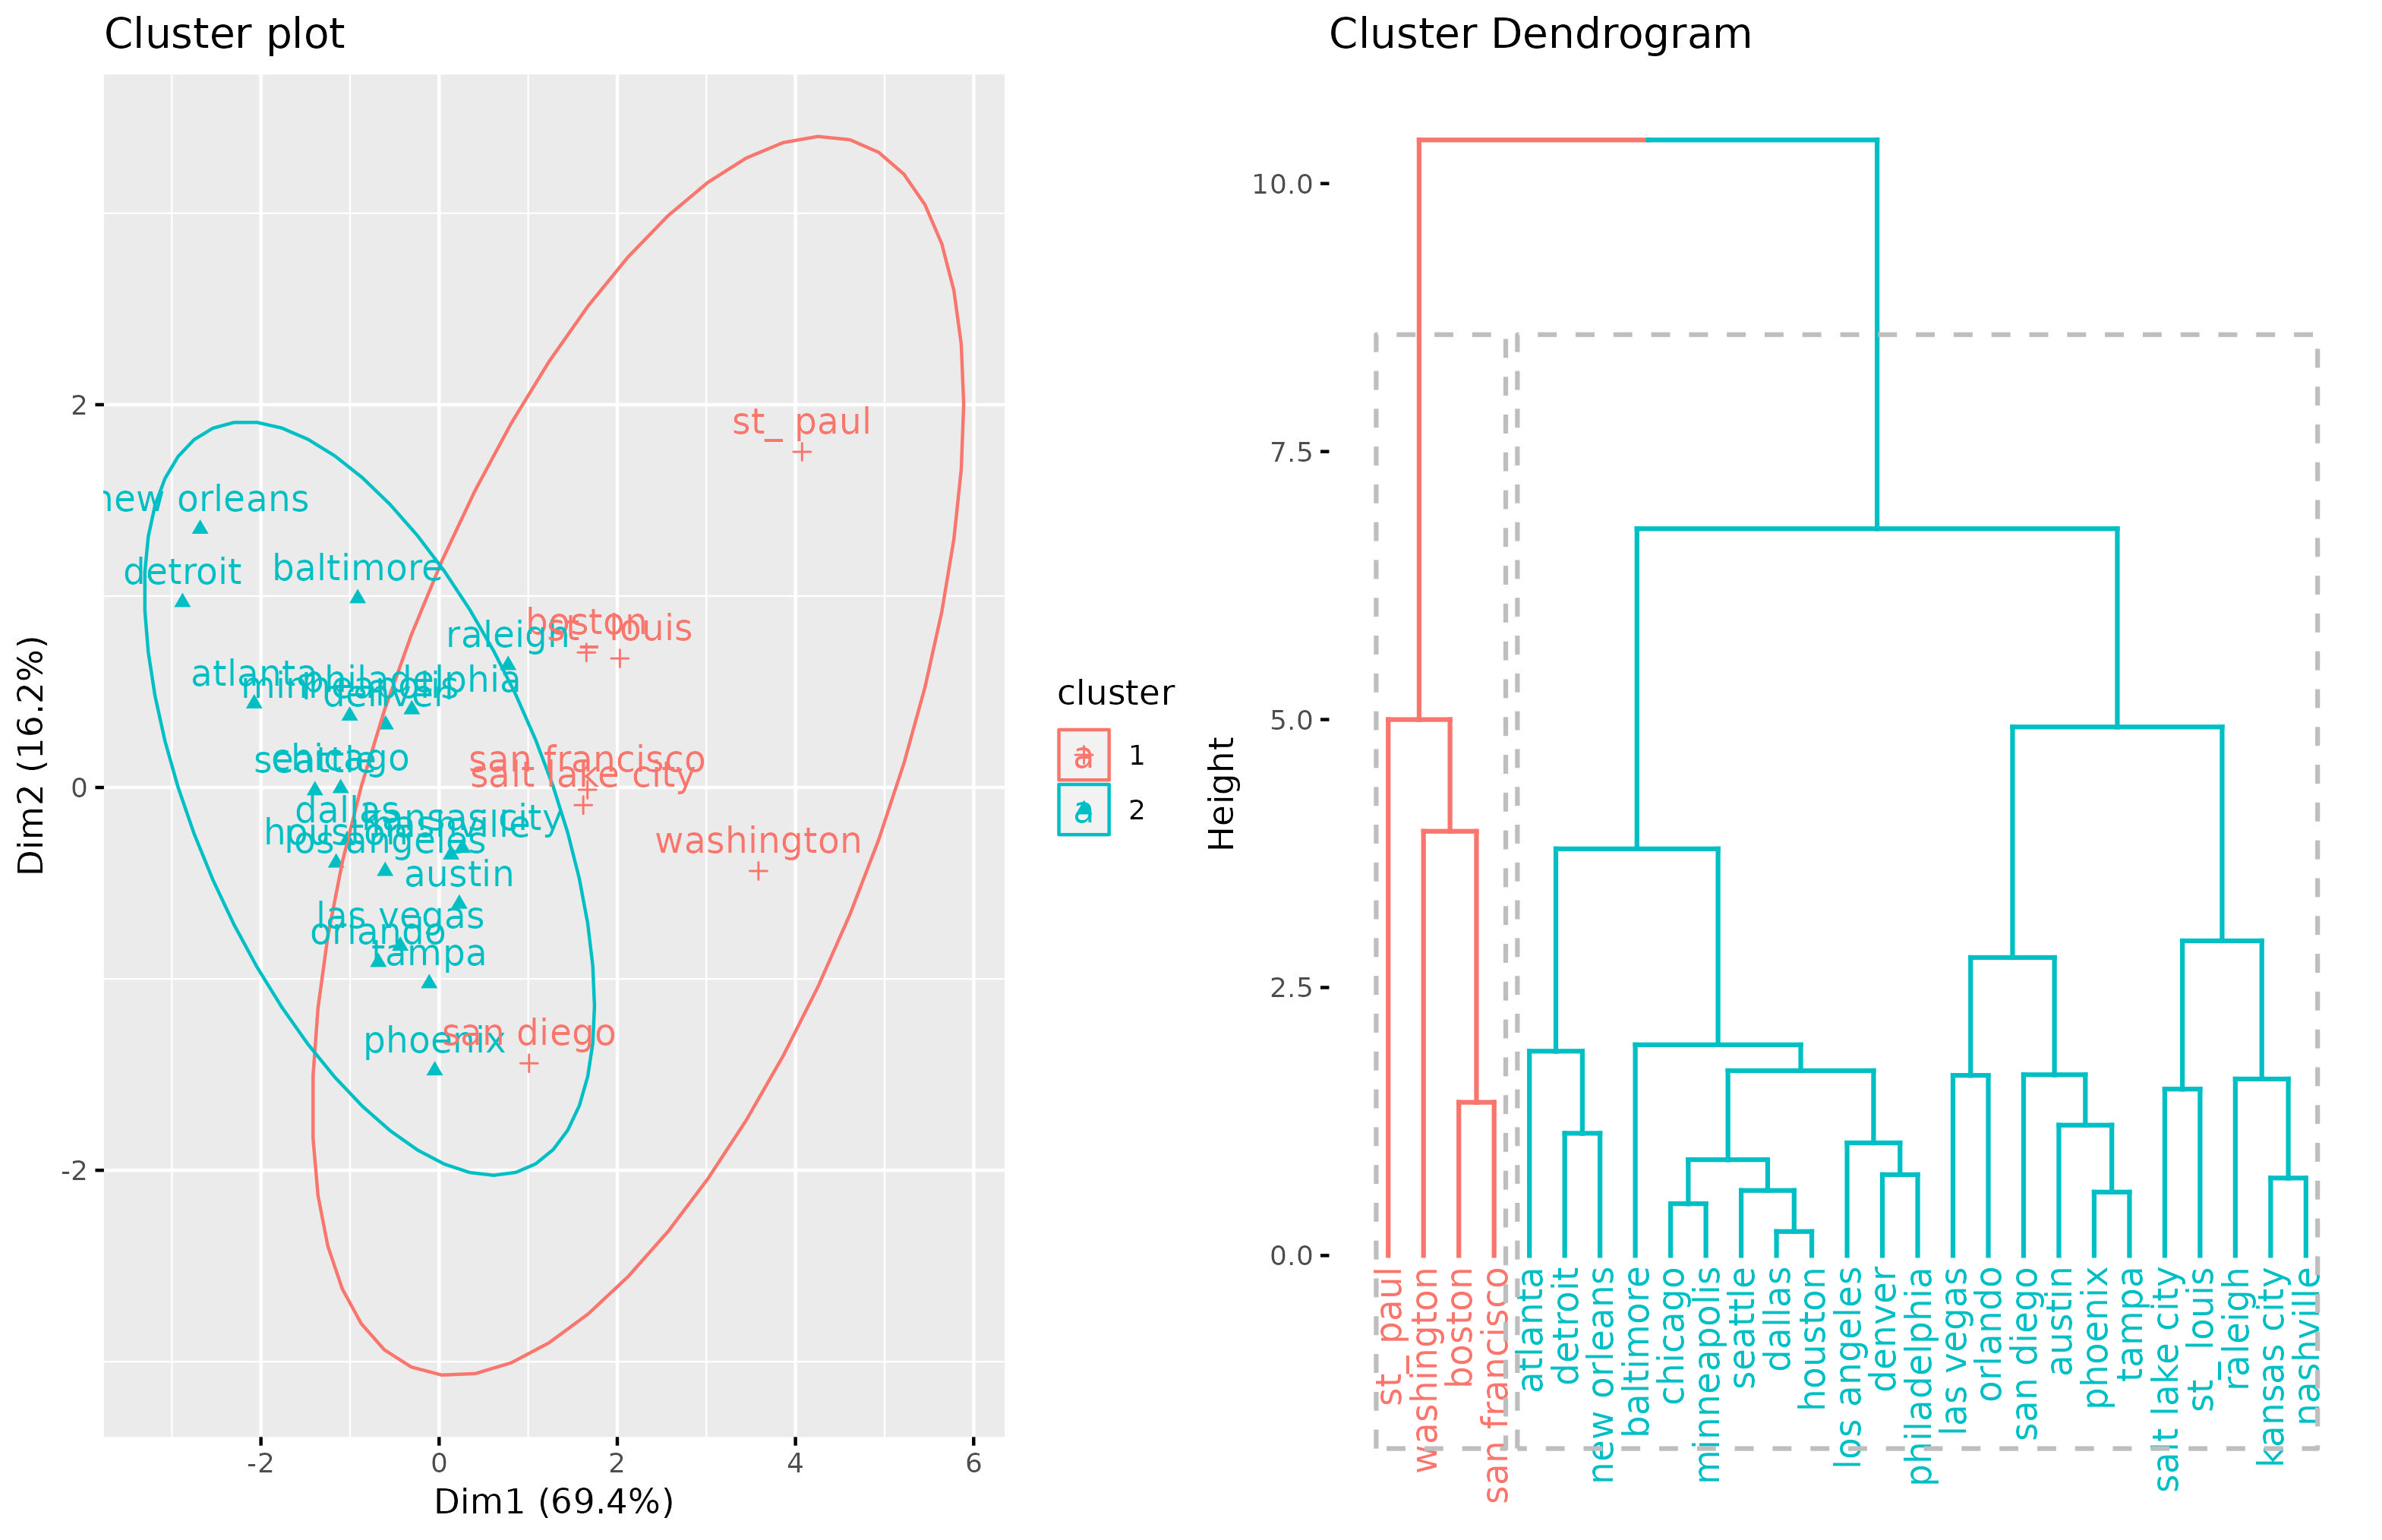 Cluster plot
Dim2 (16.2%)
2
0
-2
st_ paul
new orleans
detroit
baltimore
boston
st_ louis
raleigh
atlanta
philadelphia
minneapolis
denver
san francisco
chicago
seattle
salt lake city
dallas
kansas city
nashville
houston
los angeles
washington
austin
las vegas
orlando
tampa
san diego
phoenix
-2
0
2
4
6
Dim1 (69.4%)
cluster
a 1
a 2
Cluster Dendrogram
Height
10.0
7.5
5.0
2.5
0.0
st_ paul
washington
boston
san francisco
atlanta
detroit
new orleans
baltimore
chicago
minneapolis
seattle
dallas
houston
los angeles
denver
philadelphia
las vegas
orlando
san diego
austin
phoenix
tampa
salt lake city
st_ louis
raleigh
kansas city
nashville